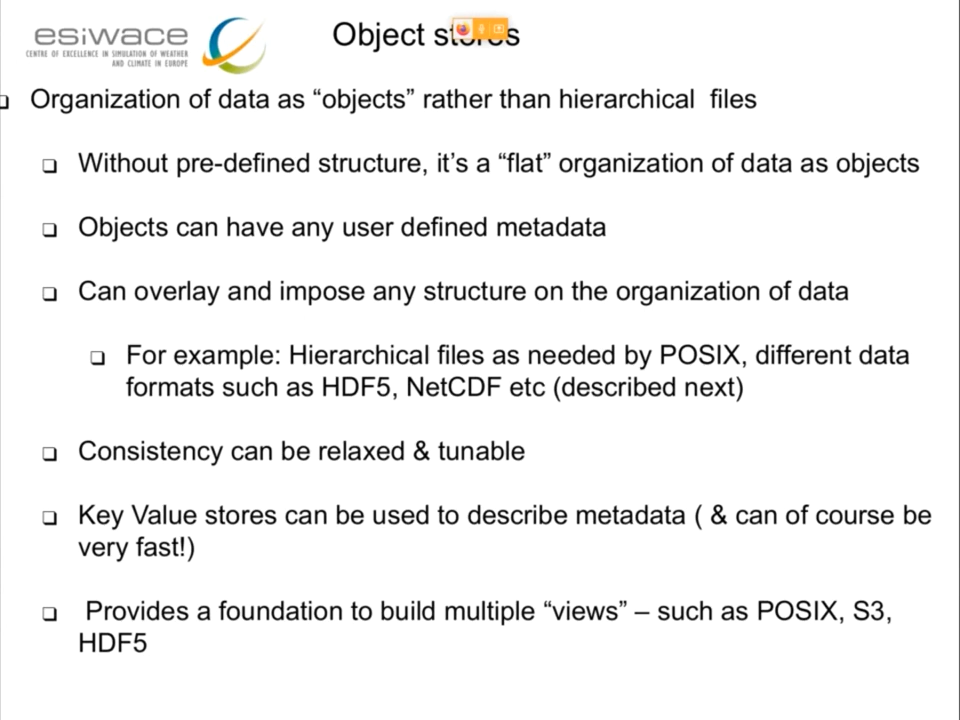 esiwace
CENTRE OF EXCELLENCE IN SIMULATION OF WEATHER
AND CLIMATE IN EUROPE
Object stores
Organization of data as “objects” rather than hierarchical files
Without pre-defined structure, it’s a “flat” organization of data as objects
Objects can have any user defined metadata
Can overlay and impose any structure on the organization of data
For example: Hierarchical files as needed by POSIX, different data
formats such as HDF5, NetCDF etc (described next)
Consistency can be relaxed & tunable
Key Value stores can be used to describe metadata ( & can of course be
very fast!)
Provides a foundation to build multiple “views” – such as POSIX, S3,
HDF5